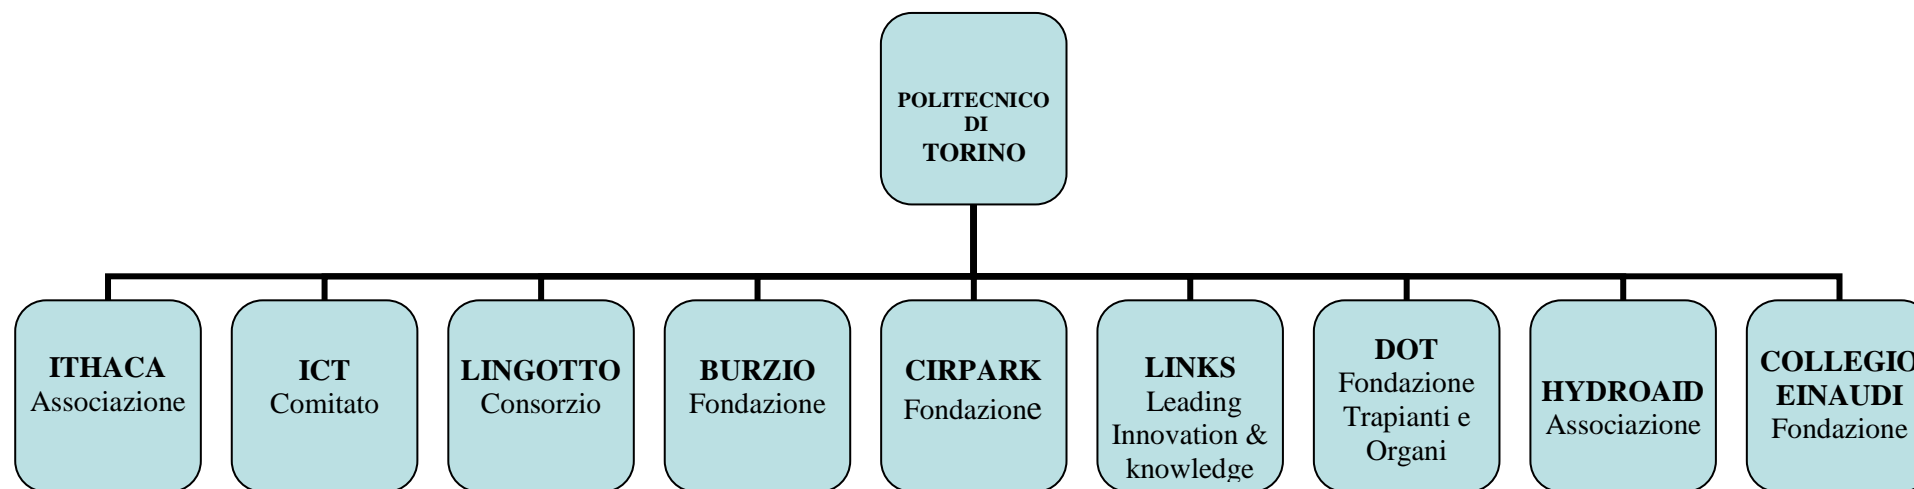 POLITECNICO
DI
TORINO
ITHACA
Associazione
ICT
Comitato
LINGOTTO
Consorzio
BURZIO
Fondazione
CIRPARK
Fondazione
LINKS
Leading
Innovation &
knowledge
DOT
Fondazione
Trapianti e
Organi
HYDROAID
Associazione
COLLEGIO
EINAUDI
Fondazione